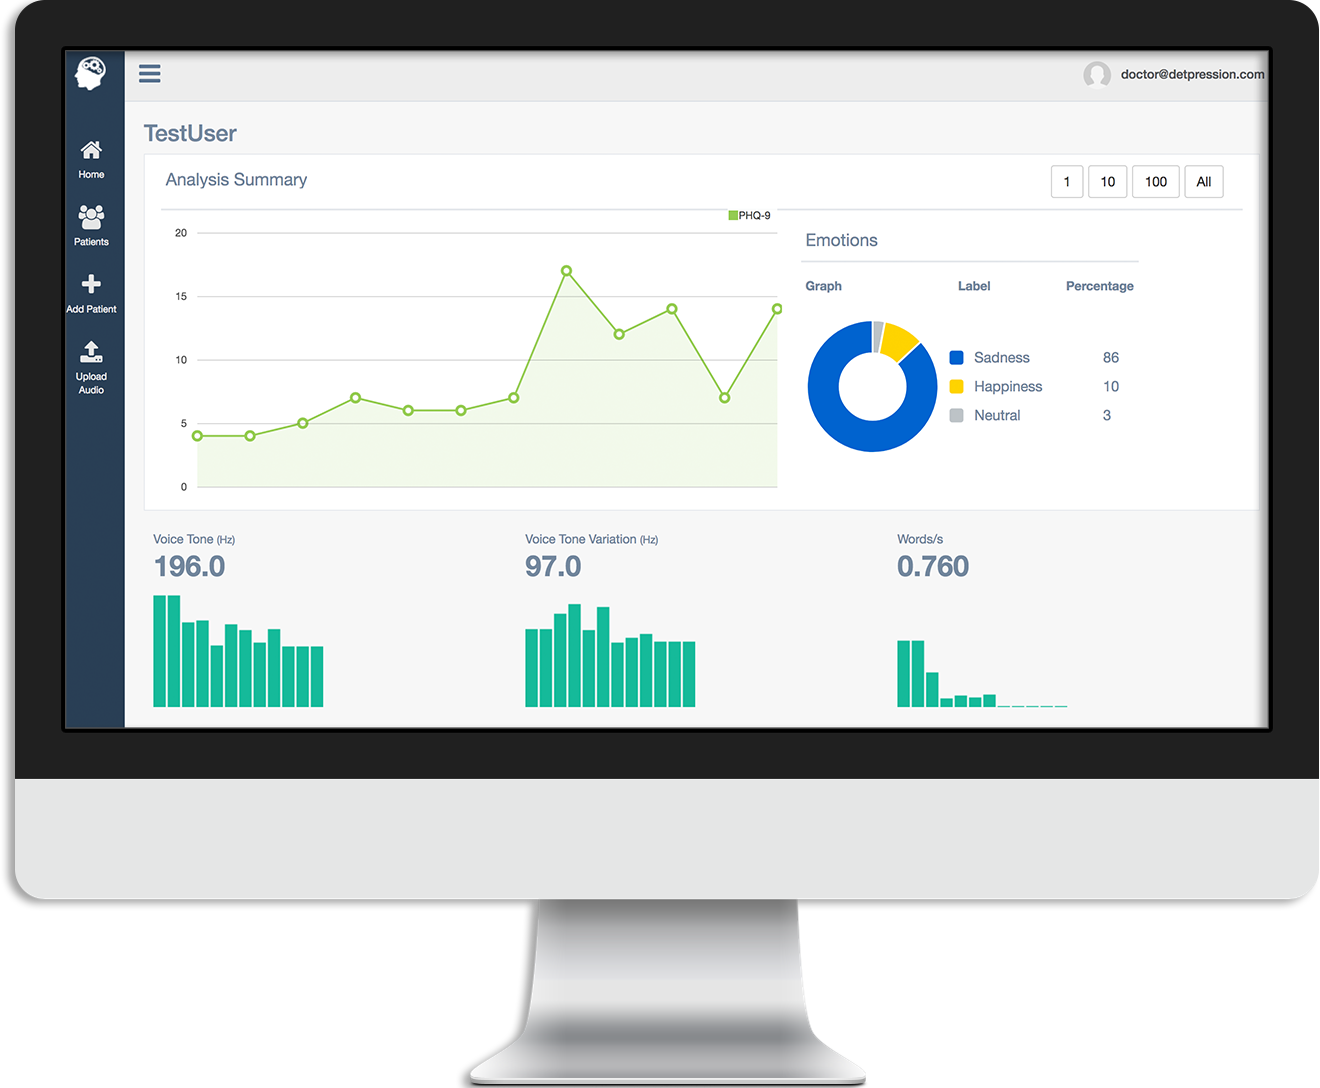 doctor@detpression.com
Home
Patients
Add Patient
Upload
Audio
TestUser
Analysis Summary
1 10 100 All
PHQ-9
20
15
10
5
0
Emotions
Graph Label Percentage
Sadness 86
Happiness 10
Neutral 3
Voice Tone (Hz)
196.0
Voice Tone Variation (Hz)
97.0
Words/s
0.760